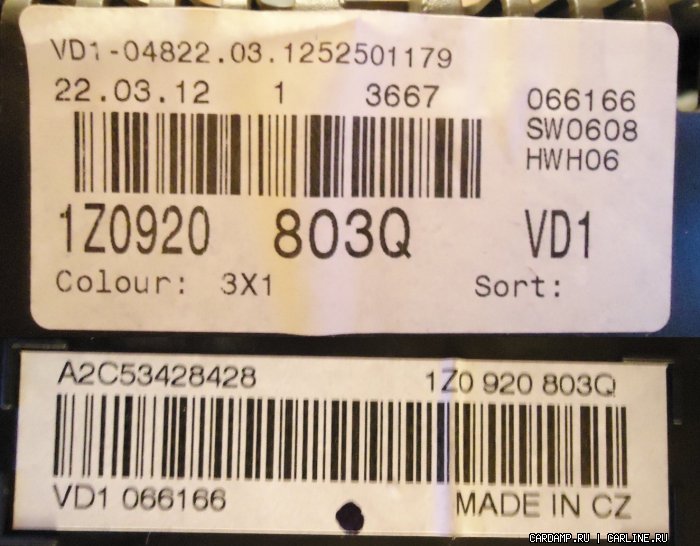 VD1-04822.03.1252501179
22.03.12 1 3667 066166
SW0608
HWH06
1Z0920 803Q VD1
Colour: 3X1 Sort:
A2C53428428 1Z0 920 803Q
VD1 066166 MADE IN CZ
CARDAMP.RU | CARLINE.RU